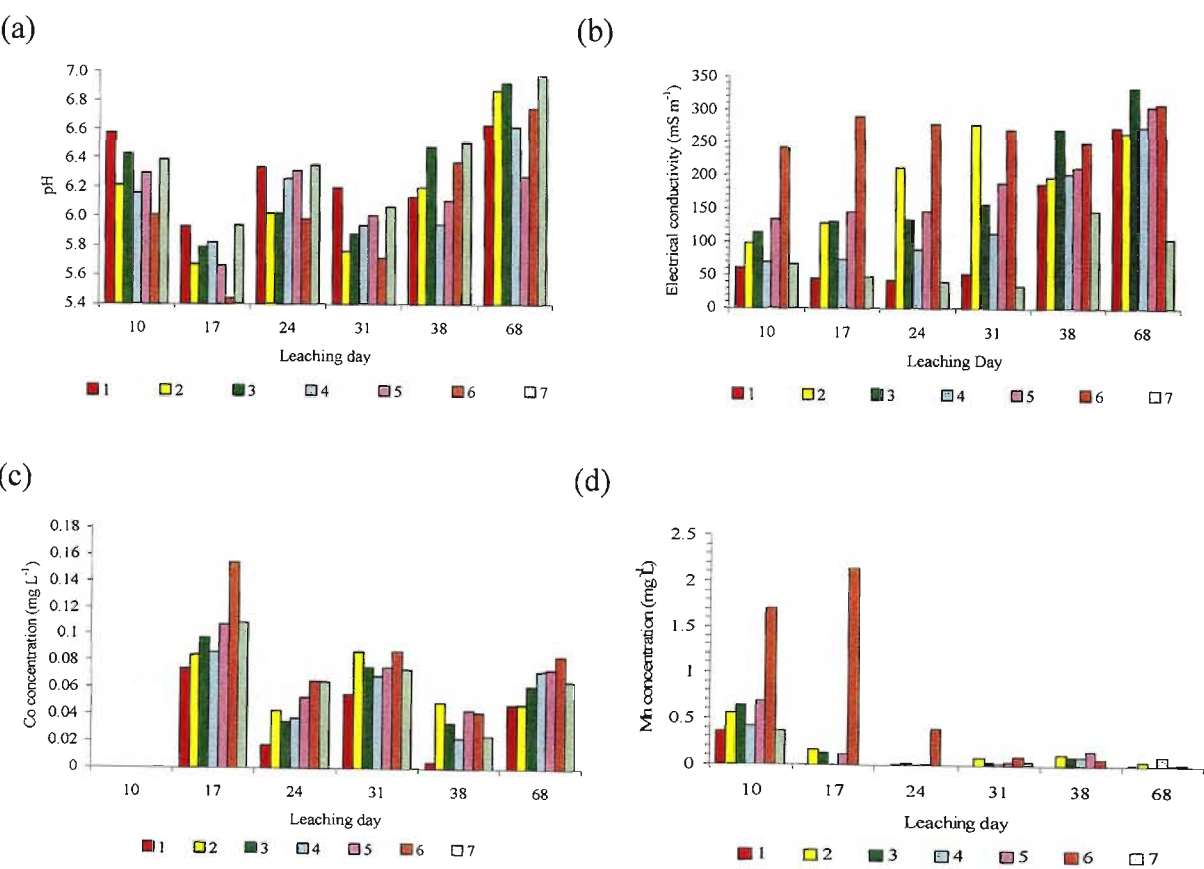 (a)
(b)
7.0
6.8
6.6
6.4
6.2
6.0
5.8
5.6
5.4
pH
10 17 24 31 38 68
Leaching day
1 2 3 4 5 6 7
350
300
250
200
150
100
50
0
Electrical conductivity (mS m⁻¹)
10 17 24 31 38 68
Leaching Day
1 2 3 4 5 6 7
(c)
(d)
0.18
0.16
0.14
0.12
0.1
0.08
0.06
0.04
0.02
0
Co concentration (mg L⁻¹)
10 17 24 31 38 68
Leaching day
1 2 3 4 5 6 7
2.5
2
1.5
1
0.5
0
Mn concentration (mg
10 17 24 31 38 68
Leaching day
1 2 3 4 5 6 7